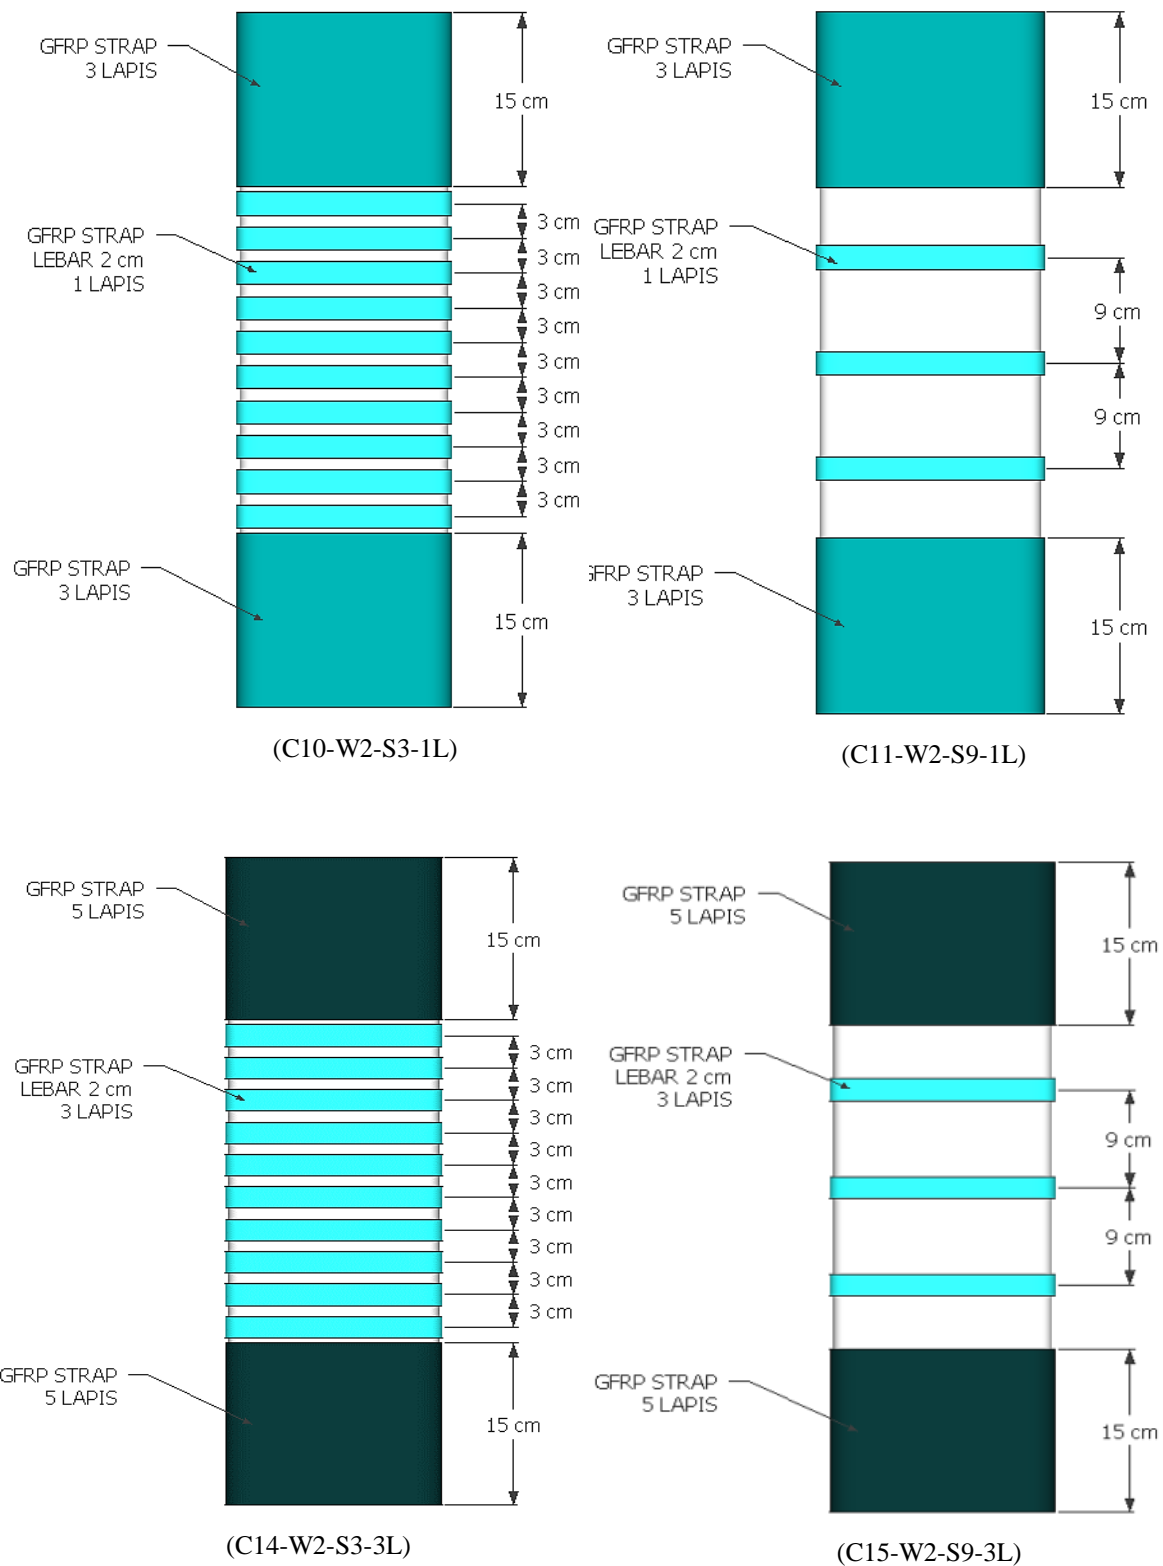 GFRP STRAP
3 LAPIS
15 cm
GFRP STRAP
LEBAR 2 cm
1 LAPIS
3 cm
3 cm
3 cm
3 cm
3 cm
3 cm
3 cm
3 cm
3 cm
GFRP STRAP
3 LAPIS
15 cm
(C10-W2-S3-1L)
GFRP STRAP
3 LAPIS
15 cm
GFRP STRAP
LEBAR 2 cm
1 LAPIS
9 cm
9 cm
GFRP STRAP
3 LAPIS
15 cm
(C11-W2-S9-1L)
GFRP STRAP
5 LAPIS
15 cm
GFRP STRAP
LEBAR 2 cm
3 LAPIS
3 cm
3 cm
3 cm
3 cm
3 cm
3 cm
3 cm
3 cm
3 cm
GFRP STRAP
5 LAPIS
15 cm
(C14-W2-S3-3L)
GFRP STRAP
5 LAPIS
15 cm
GFRP STRAP
LEBAR 2 cm
3 LAPIS
9 cm
9 cm
GFRP STRAP
5 LAPIS
15 cm
(C15-W2-S9-3L)